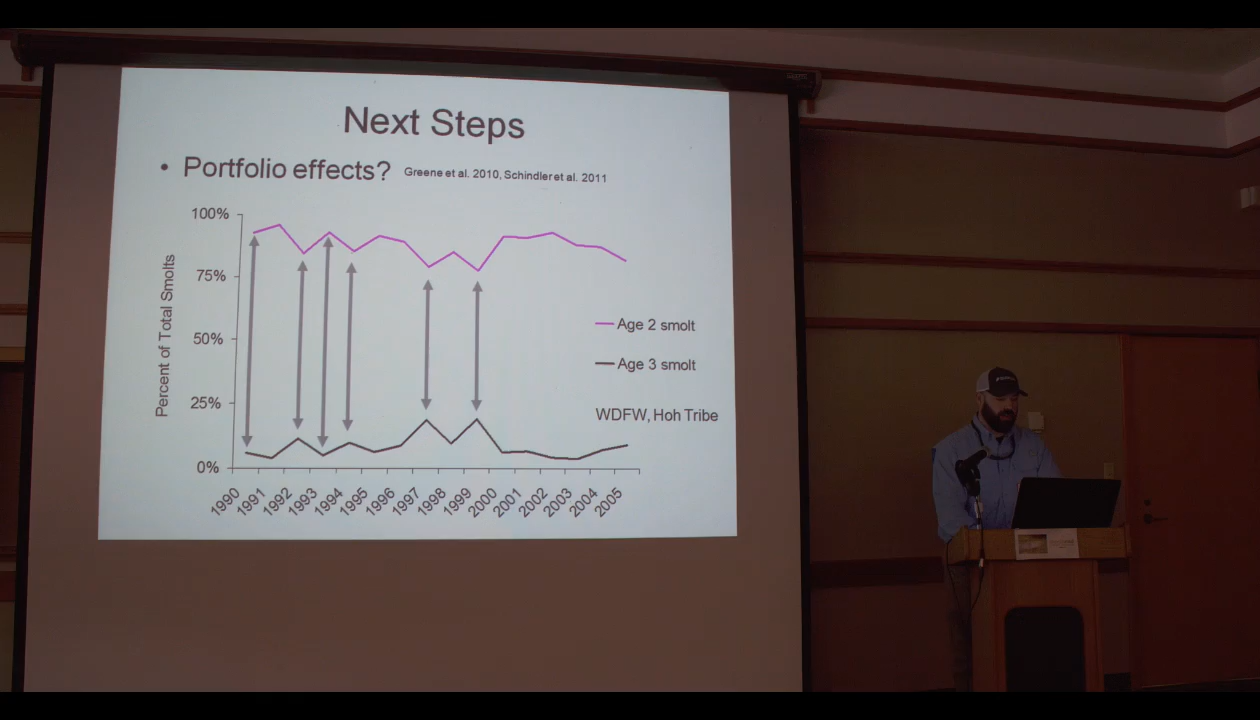 Next Steps
• Portfolio effects? Greene et al. 2010, Schindler et al. 2011
100%
75%
50%
25%
0%
Percent of Total Smolts
Age 2 smolt
Age 3 smolt
WDFW, Hoh Tribe
1990 1991 1992 1993 1994 1995 1996 1997 1998 1999 2000 2001 2002 2003 2004 2005